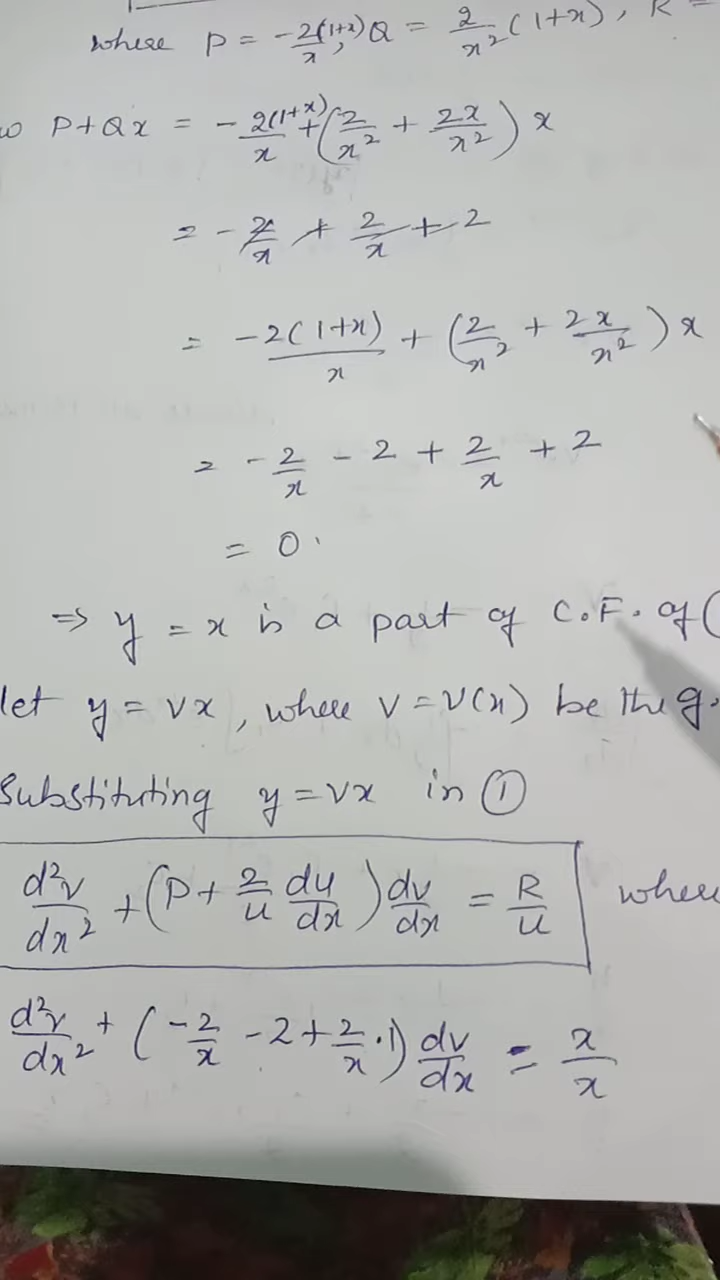 where P = -2(1+x)/x, Q = 2/x² (1+x), R =
P+Qx = -2(1+x)/x + (2/x² + 2x/x²) x
= -2/x + 2/x + 2
= -2(1+x)/x + (2/x² + 2x/x²) x
= -2/x - 2 + 2/x + 2
= 0.
⇒ y = x is a part of C.F. of (
let y = vx, where v = v(x) be the g.
Substituting y = vx in ①
d²v/dx² + (P + 2/u du/dx) dv/dx = R/u where
d²v/dx² + (-2/x - 2 + 2/x .1) dv/dx = x/x